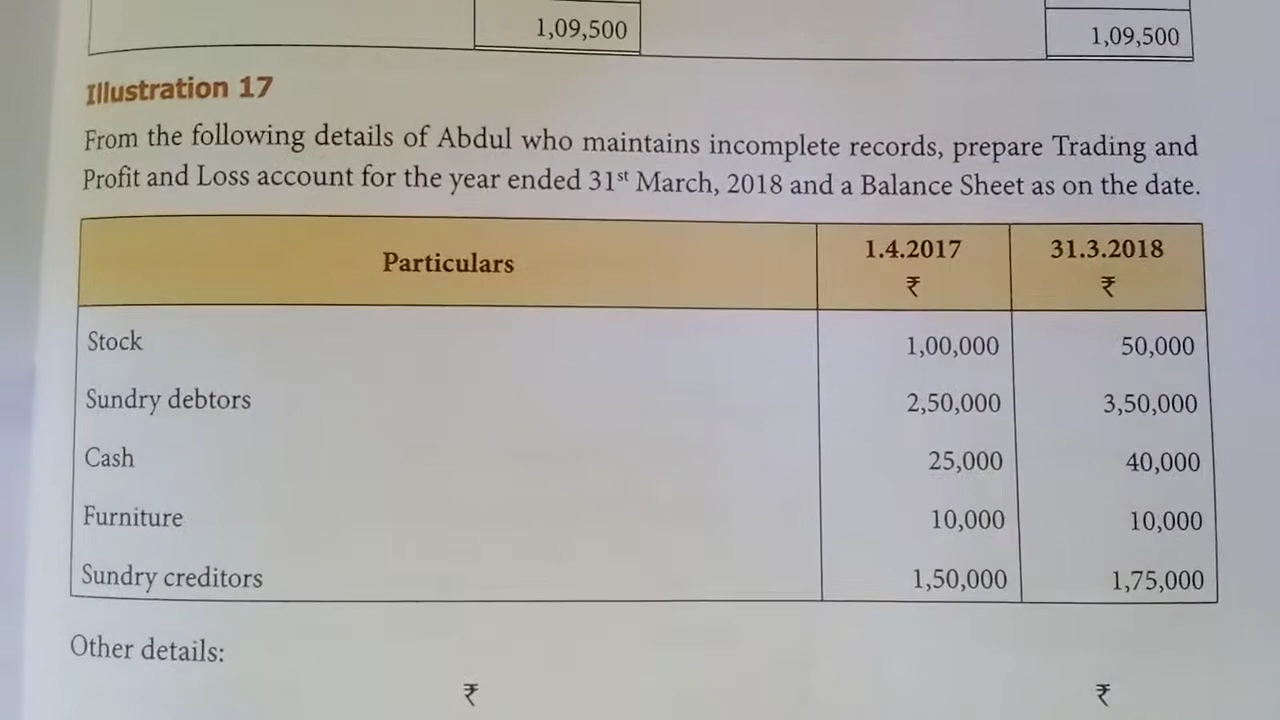 1,09,500 1,09,500
Illustration 17
From the following details of Abdul who maintains incomplete records, prepare Trading and
Profit and Loss account for the year ended 31st March, 2018 and a Balance Sheet as on the date.
Particulars 1.4.2017 ₹ 31.3.2018 ₹
Stock 1,00,000 50,000
Sundry debtors 2,50,000 3,50,000
Cash 25,000 40,000
Furniture 10,000 10,000
Sundry creditors 1,50,000 1,75,000
Other details:
₹ ₹